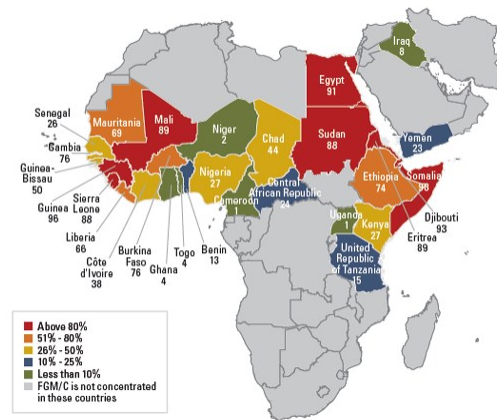 Iraq
8
Egypt
91
Mauritania
69
Mali
89
Niger
2
Chad
44
Sudan
88
Yemen
23
Senegal
26
Gambia
76
Guinea-
Bissau
50
Guinea
96
Sierra
Leone
88
Liberia
66
Côte
d'Ivoire
38
Burkina
Faso
76
Ghana
4
Togo
4
Benin
13
Nigeria
27
Cameroon
1
Central
African Republic
24
Ethiopia
74
Somalia
98
Djibouti
93
Eritrea
89
Uganda
1
Kenya
27
United
Republic
of Tanzania
15
Above 80%
51% - 80%
26% - 50%
10% - 25%
Less than 10%
FGM/C is not concentrated
in these countries